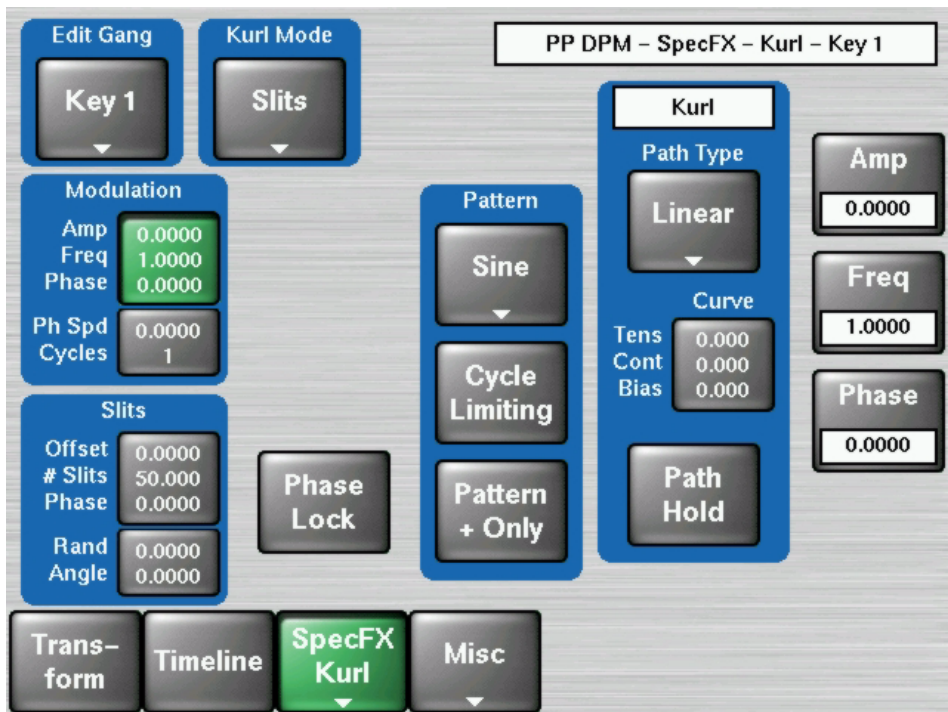 Edit Gang
Key 1
Kurl Mode
Slits
PP DPM – SpecFX – Kurl – Key 1
Modulation
Amp 0.0000
Freq 1.0000
Phase 0.0000
Ph Spd 0.0000
Cycles 1
Slits
Offset 0.0000
# Slits 50.000
Phase 0.0000
Rand 0.0000
Angle 0.0000
Phase
Lock
Pattern
Sine
Cycle
Limiting
Pattern
+ Only
Kurl
Path Type
Linear
Curve
Tens 0.000
Cont 0.000
Bias 0.000
Path
Hold
Amp
0.0000
Freq
1.0000
Phase
0.0000
Trans–
form
Timeline
SpecFX
Kurl
Misc